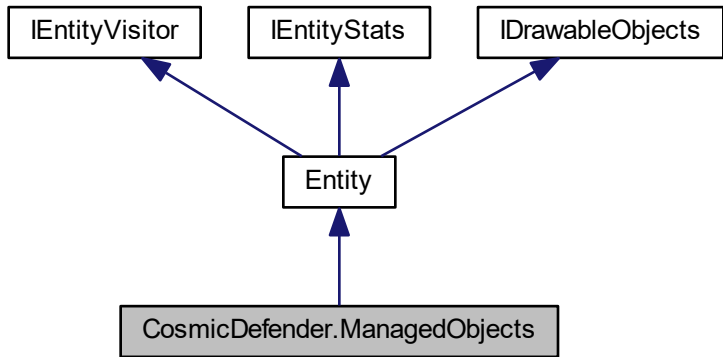 IEntityVisitor
IEntityStats
IDrawableObjects
Entity
CosmicDefender.ManagedObjects